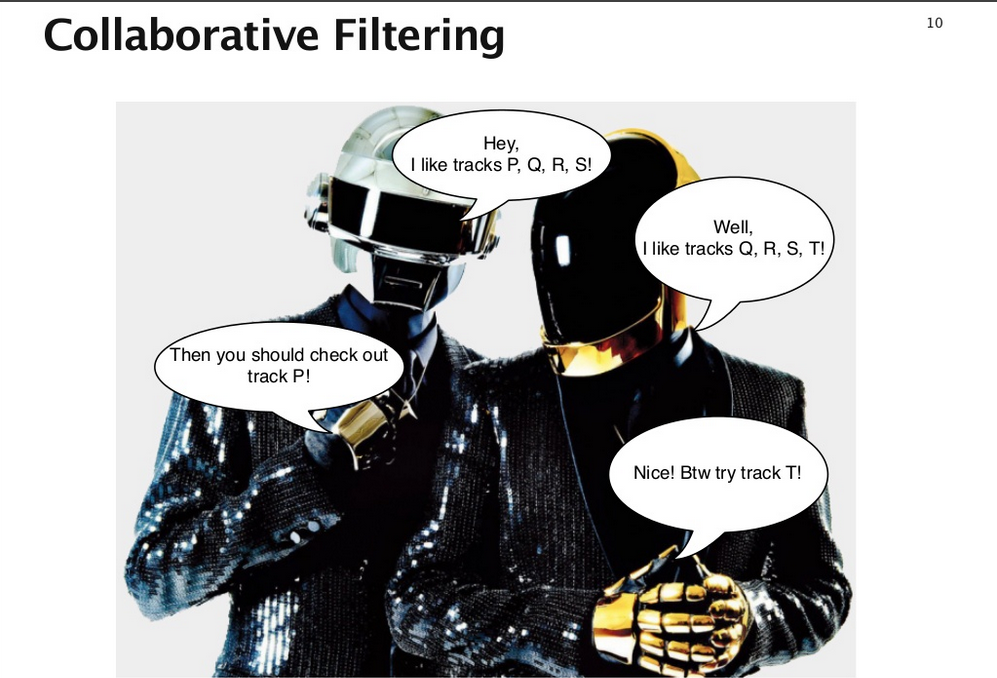 Collaborative Filtering
10
Hey,
I like tracks P, Q, R, S!
Well,
I like tracks Q, R, S, T!
Then you should check out
track P!
Nice! Btw try track T!